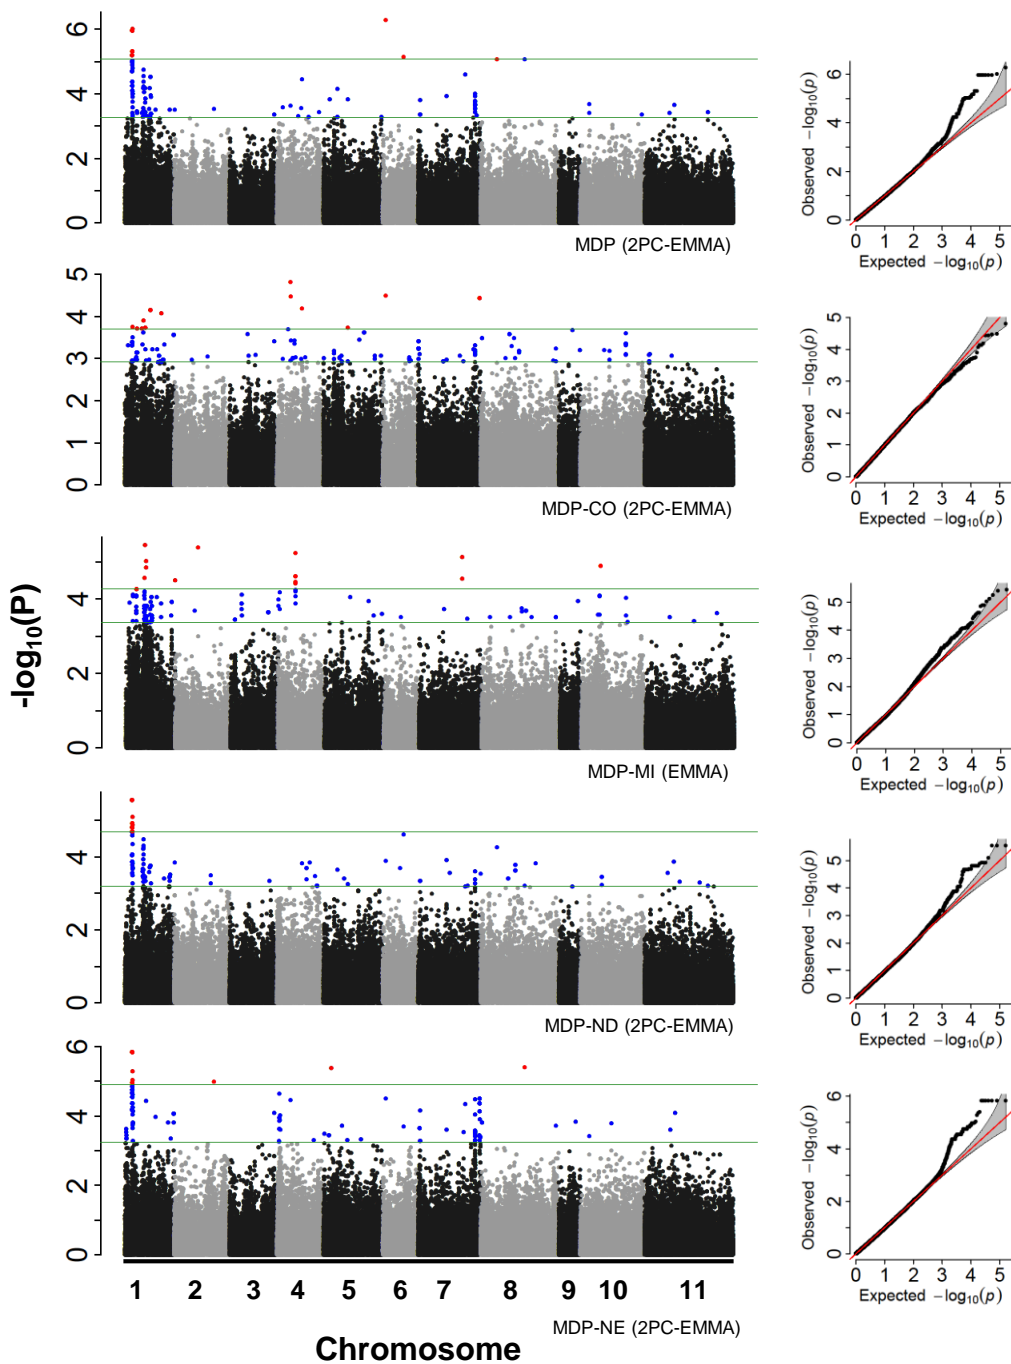 6
4
2
0
MDP (2PC-EMMA)
6
4
2
0
Observed −log10(p)
0 1 2 3 4 5
Expected −log10(p)
5
4
3
2
1
0
MDP-CO (2PC-EMMA)
5
4
3
2
1
0
Observed −log10(p)
0 1 2 3 4 5
Expected −log10(p)
4
2
0
MDP-MI (EMMA)
5
4
3
2
1
0
Observed −log10(p)
0 1 2 3 4 5
Expected −log10(p)
-log10(P)
4
2
0
MDP-ND (2PC-EMMA)
5
4
3
2
1
0
Observed −log10(p)
0 1 2 3 4 5
Expected −log10(p)
6
4
2
0
1 2 3 4 5 6 7 8 9 10 11
MDP-NE (2PC-EMMA)
Chromosome
6
4
2
0
Observed −log10(p)
0 1 2 3 4 5
Expected −log10(p)